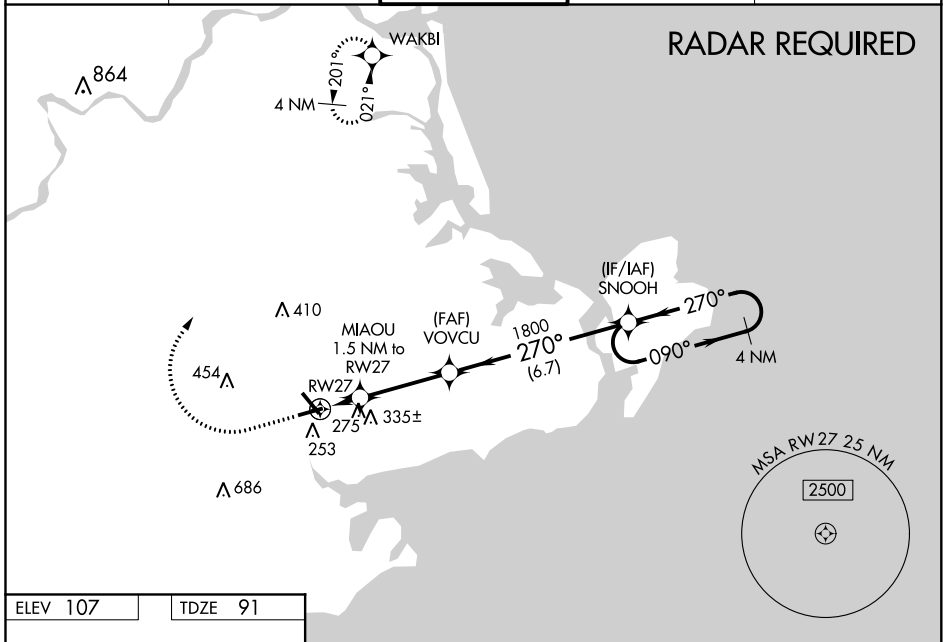 RADAR REQUIRED
WAKBI
864
201°
021°
4 NM
(IF/IAF)
SNOOH
270°
090°
4 NM
410
MIAOU
1.5 NM to
RW27
(FAF)
VOVCU
1800
270°
(6.7)
454
RW27
275
335±
253
686
MSA RW27 25 NM
2500
ELEV 107
TDZE 91